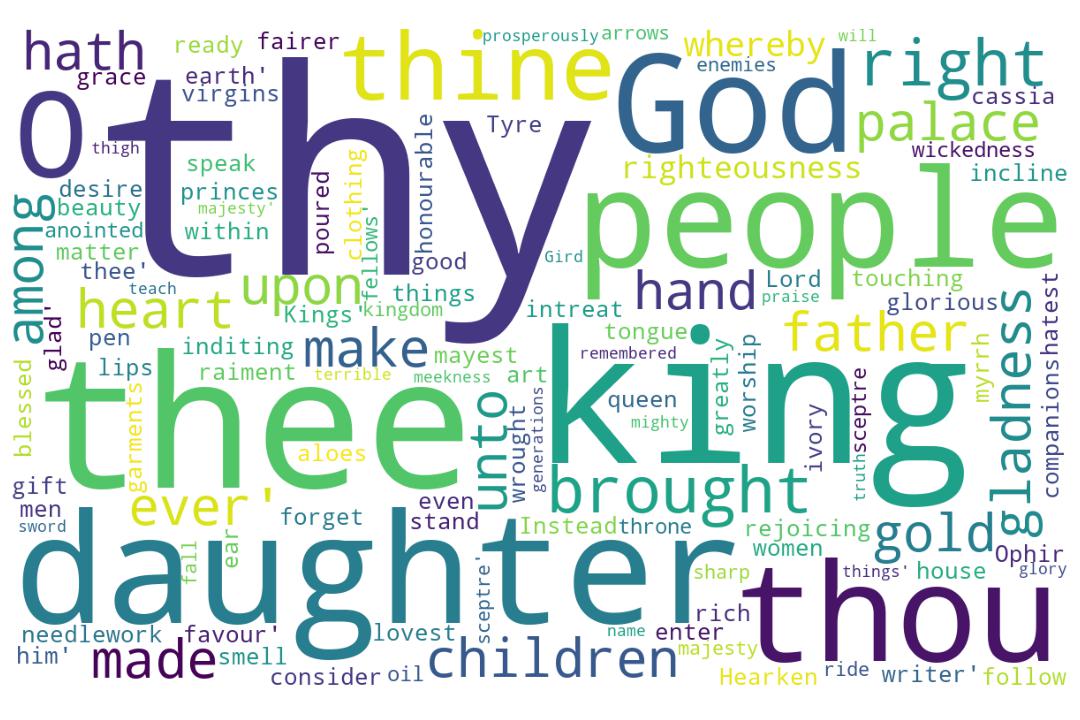 hath ready fairer thine prosperously arrows whereby will right
grace earth' God enemies cassia
O virgins thy Tyre palace
thigh honourable wickedness
speak clothing righteousness incline
desire princes poured people
beauty majesty'
among anointed within fellows'
matter good Gird
thee' upon hand Lord touching
teach things praise
heart Kings' kingdom intreat glorious
glad' pen tongue father gladness
inditing make mayest remembered greatly worship myrrh companions hatest
lips raiment terrible meekness art
blessed thee king
garments unto wrought generations queen ivory sceptre
aloes mighty truth
gift ever' even brought
men forget stand Instead throne rejoicing gold
sword women Ophir
daughter
fall ear' sceptre' sharp things' house glory
rich thou
needlework favour' lovest name enter
him' made smell children majesty
consider oil Hearken ride writer' follow